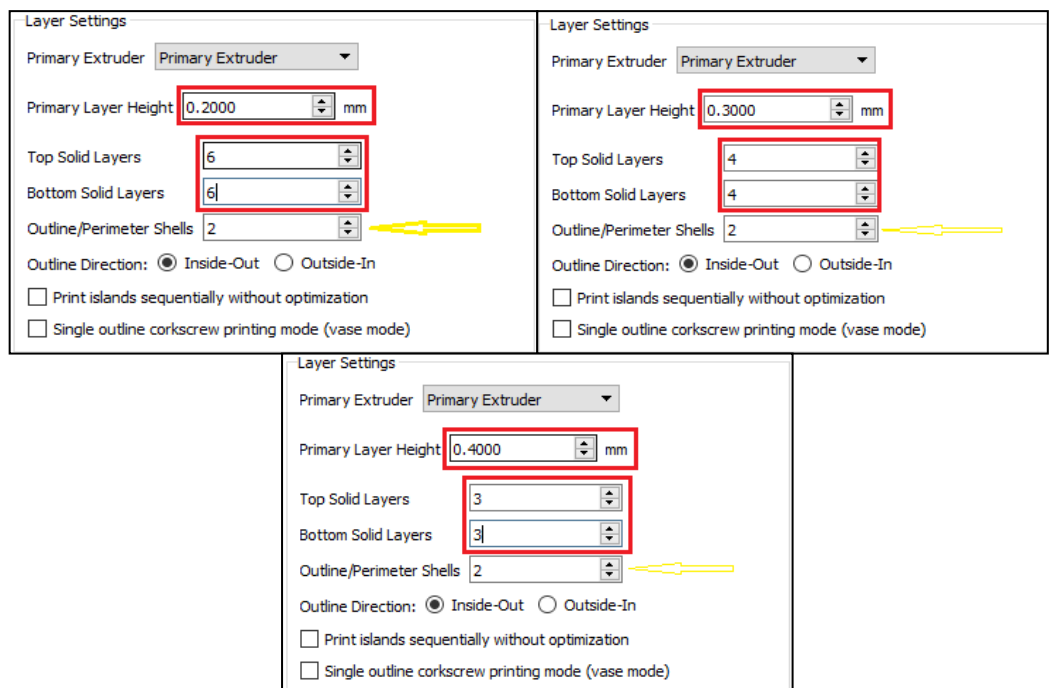 Layer Settings
Primary Extruder Primary Extruder
Primary Layer Height 0.2000 mm
Top Solid Layers 6
Bottom Solid Layers 6
Outline/Perimeter Shells 2
Outline Direction: Inside-Out Outside-In
Print islands sequentially without optimization
Single outline corkscrew printing mode (vase mode)
Layer Settings
Primary Extruder Primary Extruder
Primary Layer Height 0.3000 mm
Top Solid Layers 4
Bottom Solid Layers 4
Outline/Perimeter Shells 2
Outline Direction: Inside-Out Outside-In
Print islands sequentially without optimization
Single outline corkscrew printing mode (vase mode)
Layer Settings
Primary Extruder Primary Extruder
Primary Layer Height 0.4000 mm
Top Solid Layers 3
Bottom Solid Layers 3
Outline/Perimeter Shells 2
Outline Direction: Inside-Out Outside-In
Print islands sequentially without optimization
Single outline corkscrew printing mode (vase mode)